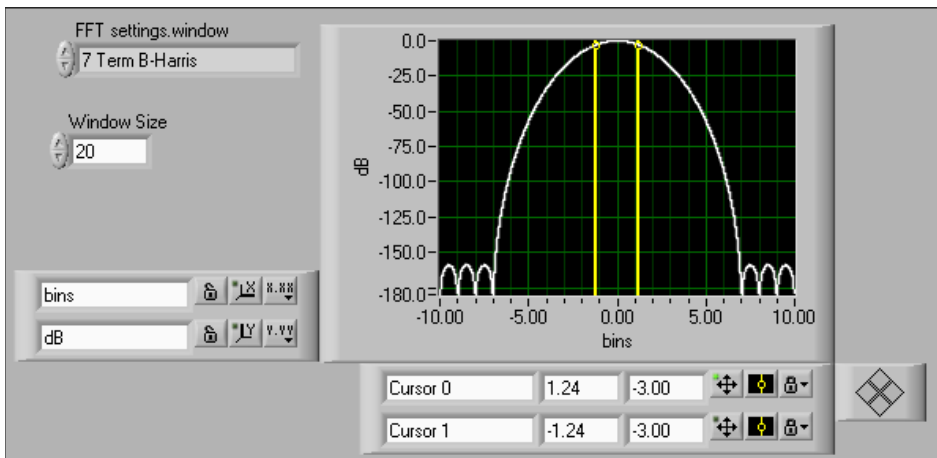 FFT settings.window
7 Term B-Harris
Window Size
20
0.0
-25.0
-50.0
-75.0
-100.0
-125.0
-150.0
-180.0
dB
-10.00 -5.00 0.00 5.00 10.00
bins
bins X X.XX
dB Y Y.YY
Cursor 0 1.24 -3.00
Cursor 1 -1.24 -3.00